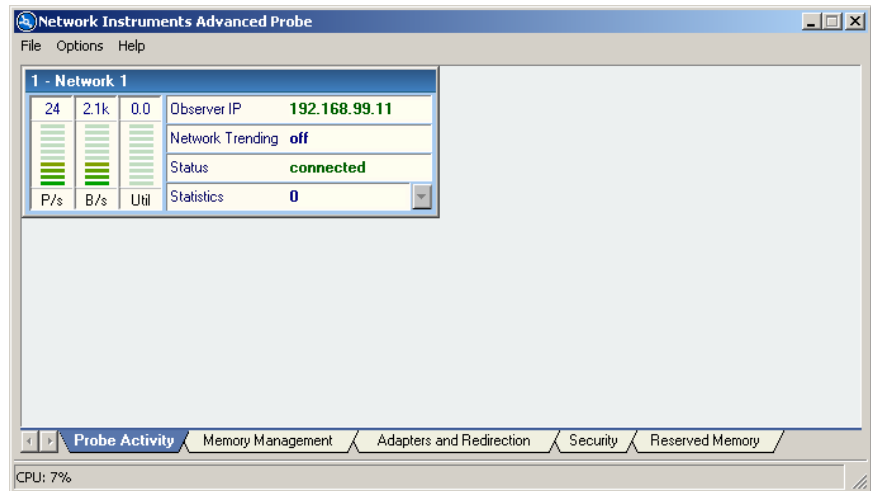 Network Instruments Advanced Probe
File Options Help
1 - Network 1
24 2.1k 0.0 Observer IP 192.168.99.11
Network Trending off
Status connected
P/s B/s Util Statistics 0
Probe Activity Memory Management Adapters and Redirection Security Reserved Memory
CPU: 7%